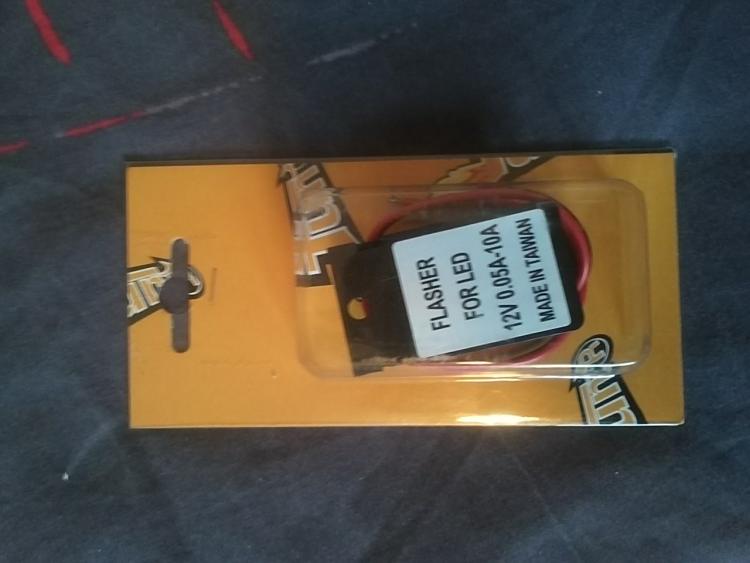 FLASHER
FOR LED
12V 0.05A-10A
MADE IN TAIWAN